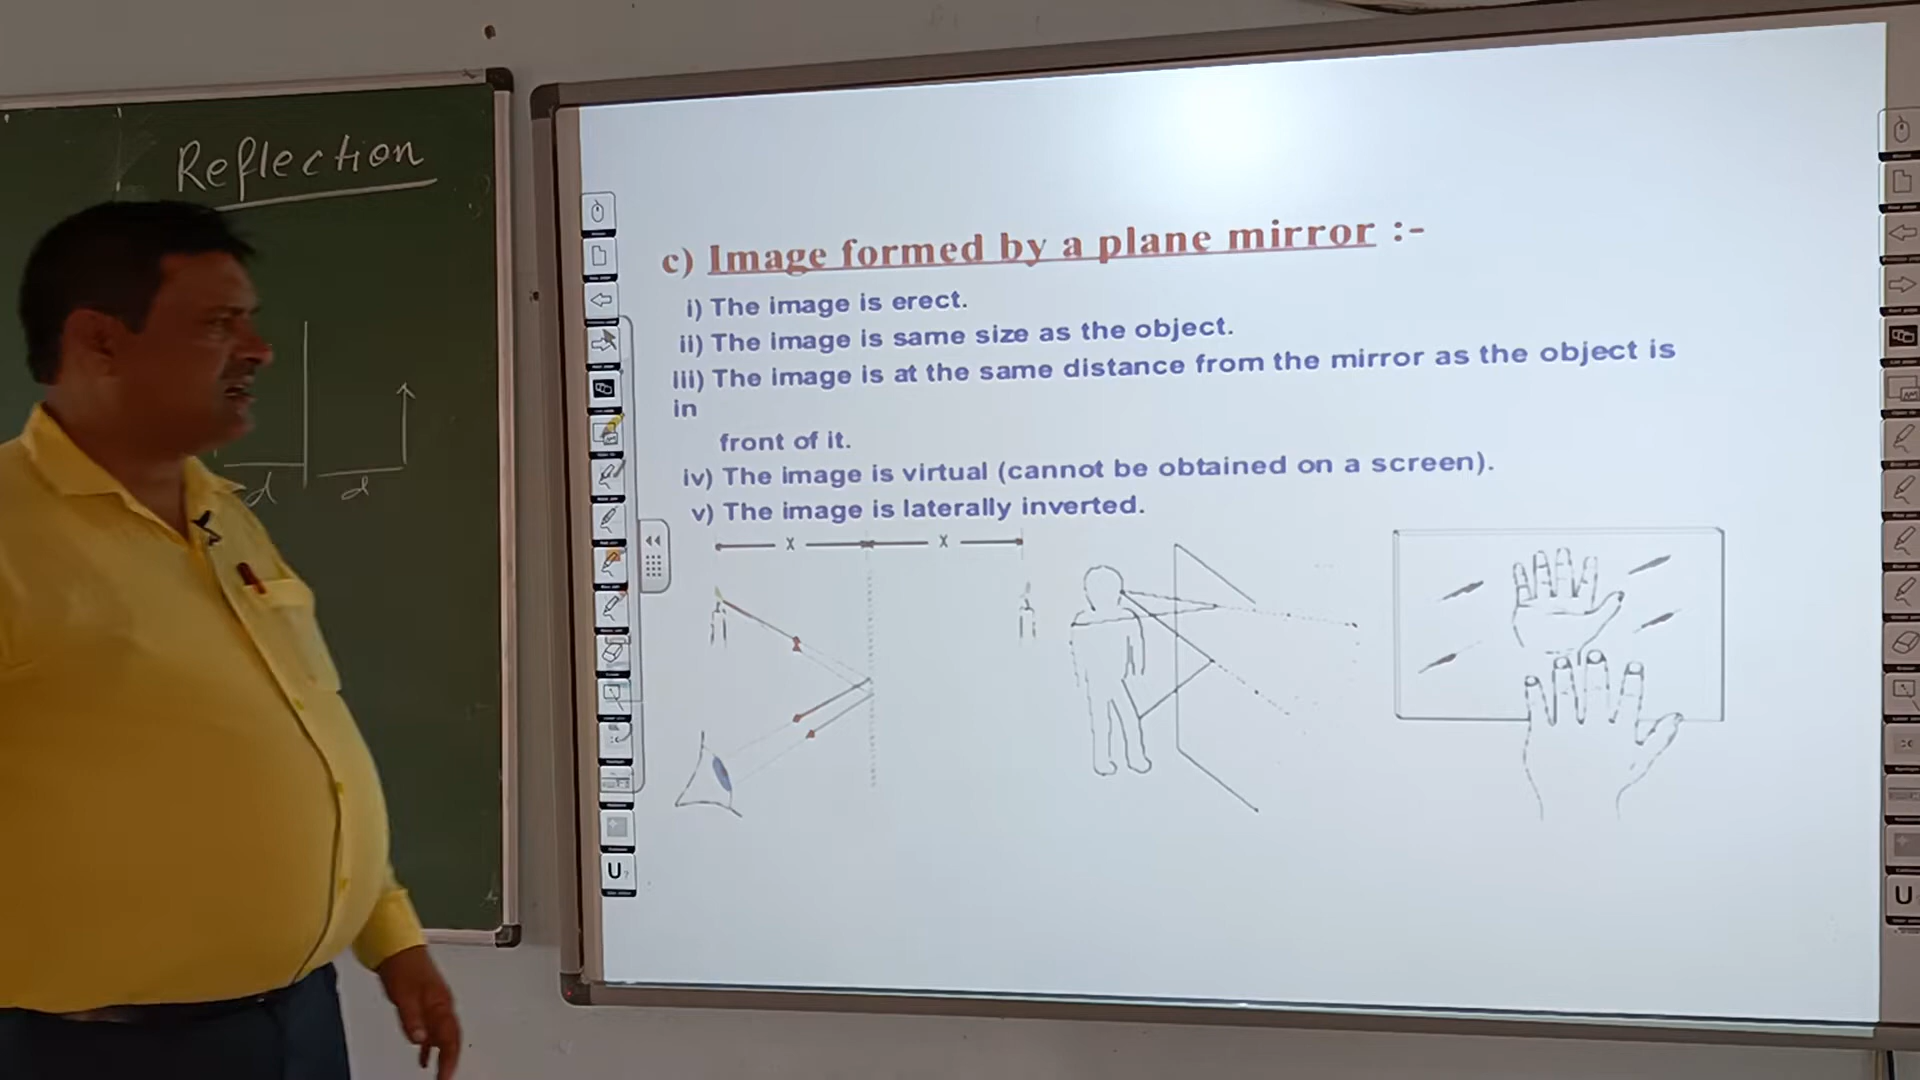 Reflection
d
d
c) Image formed by a plane mirror :-
i) The image is erect.
ii) The image is same size as the object.
iii) The image is at the same distance from the mirror as the object is
in
front of it.
iv) The image is virtual (cannot be obtained on a screen).
v) The image is laterally inverted.
x x
U
U